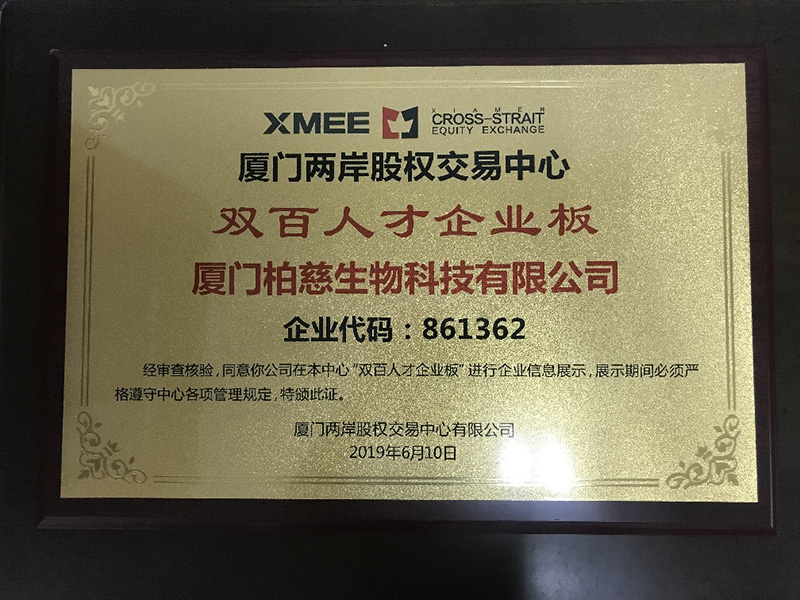 XMEE
XIAMEN
CROSS-STRAIT
EQUITY EXCHANGE
厦门两岸股权交易中心
双百人才企业板
厦门柏慈生物科技有限公司
企业代码：861362
经审查核验，同意你公司在本中心“双百人才企业板”进行企业信息展示，展示期间必须严
格遵守中心各项管理规定，特颁此证。
厦门两岸股权交易中心有限公司
2019年6月10日